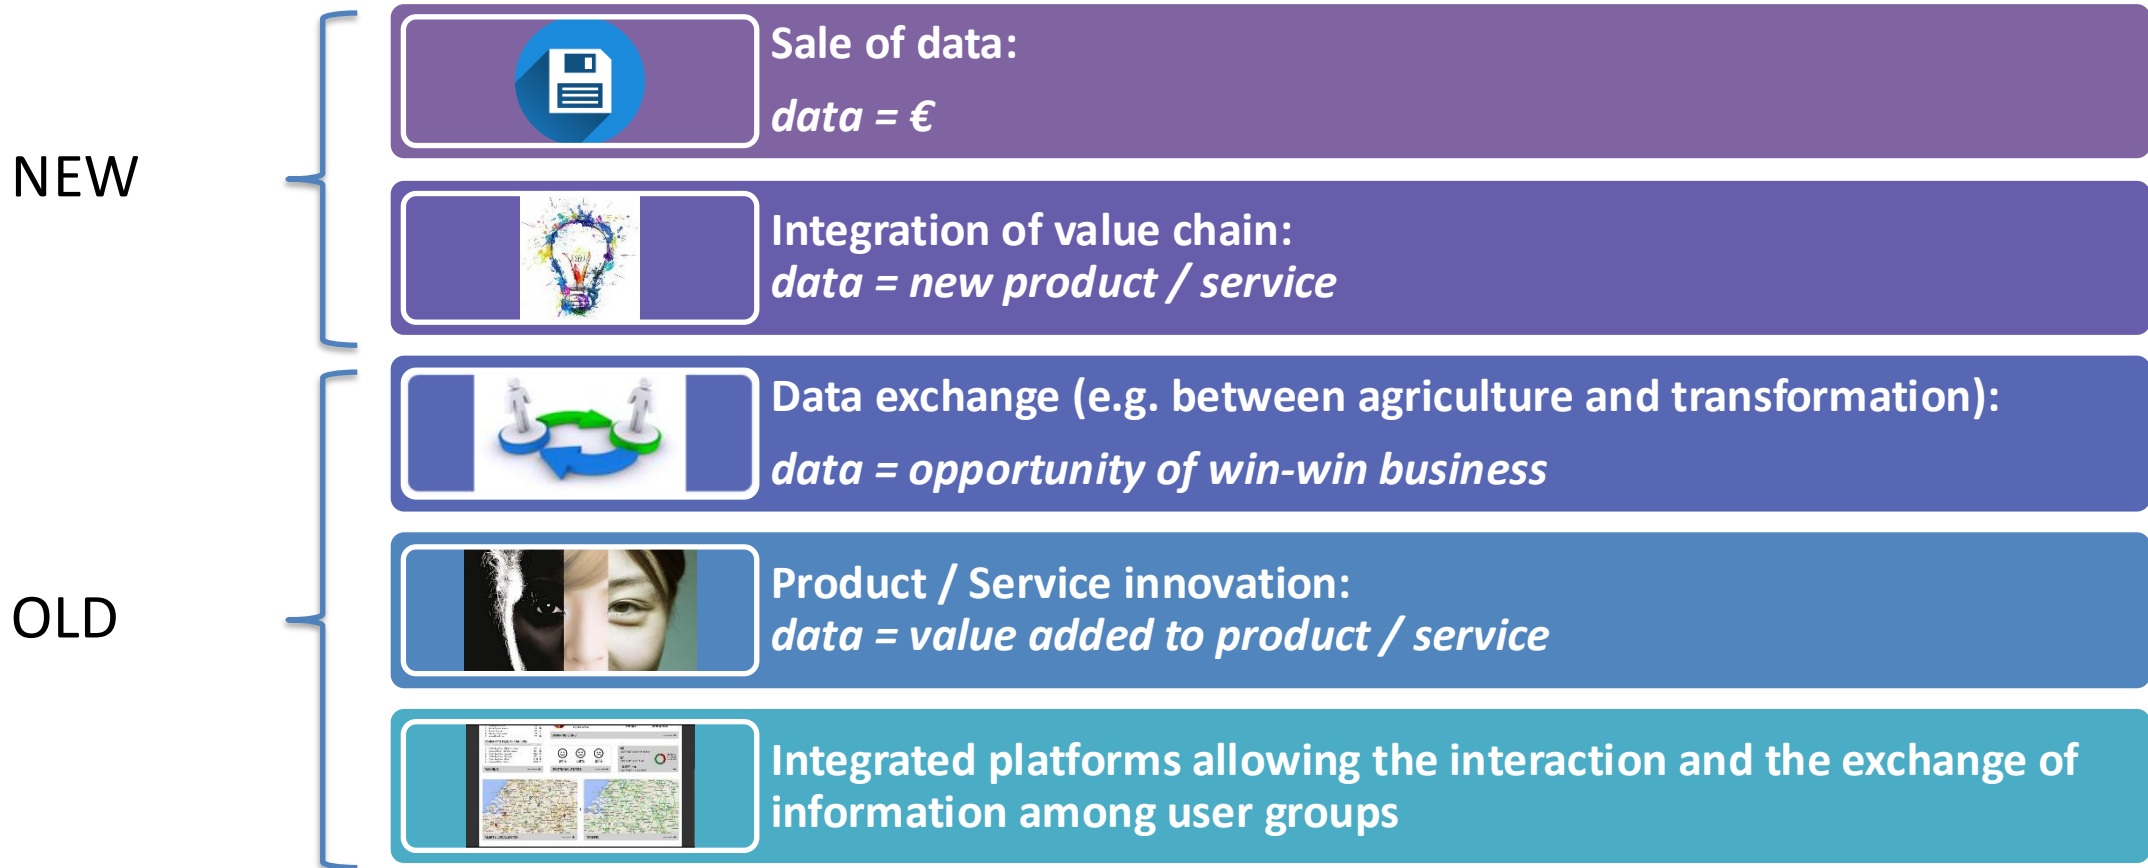 NEW
Sale of data:
data = €
Integration of value chain:
data = new product / service
OLD
Data exchange (e.g. between agriculture and transformation):
data = opportunity of win-win business
Product / Service innovation:
data = value added to product / service
Integrated platforms allowing the interaction and the exchange of
information among user groups